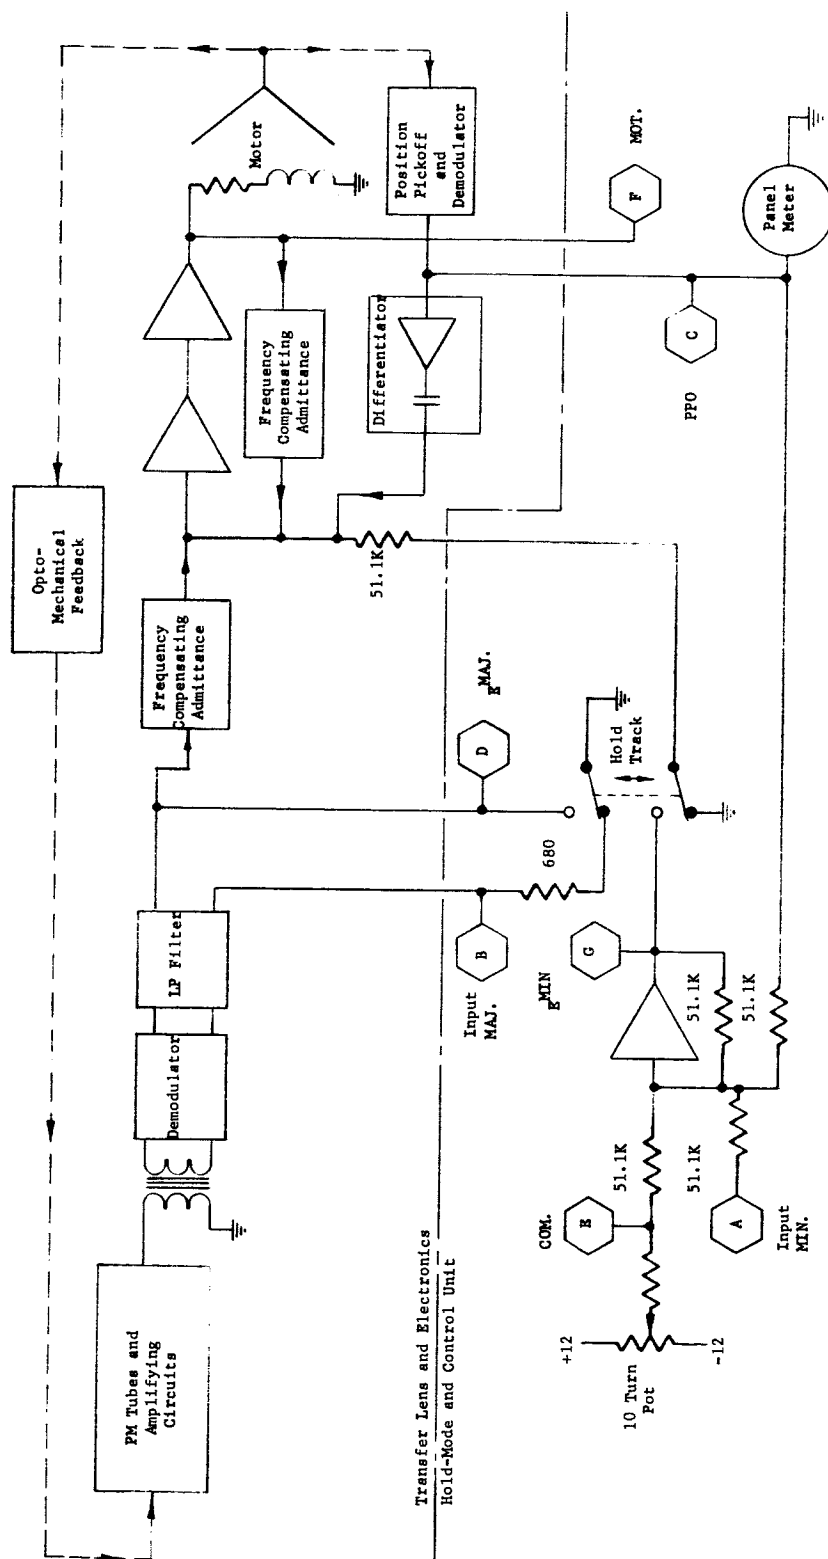 Opto-
Mechanical
Feedback
Motor
Position
Pickoff
and
Demodulator
Frequency
Compensating
Admittance
Differentiator
Frequency
Compensating
Admittance
51.1K
LP Filter
Demodulator
PM Tubes and
Amplifying
Circuits
Transfer Lens and Electronics
Hold-Mode and Control Unit
F
MOT.
Panel
Meter
C
PPO
D
E MAJ.
Hold
Track
680
B
Input
MAJ.
G
E MIN
51.1K
51.1K
51.1K
51.1K
COM.
E
A
Input
MIN.
+12
-12
10 Turn
Pot